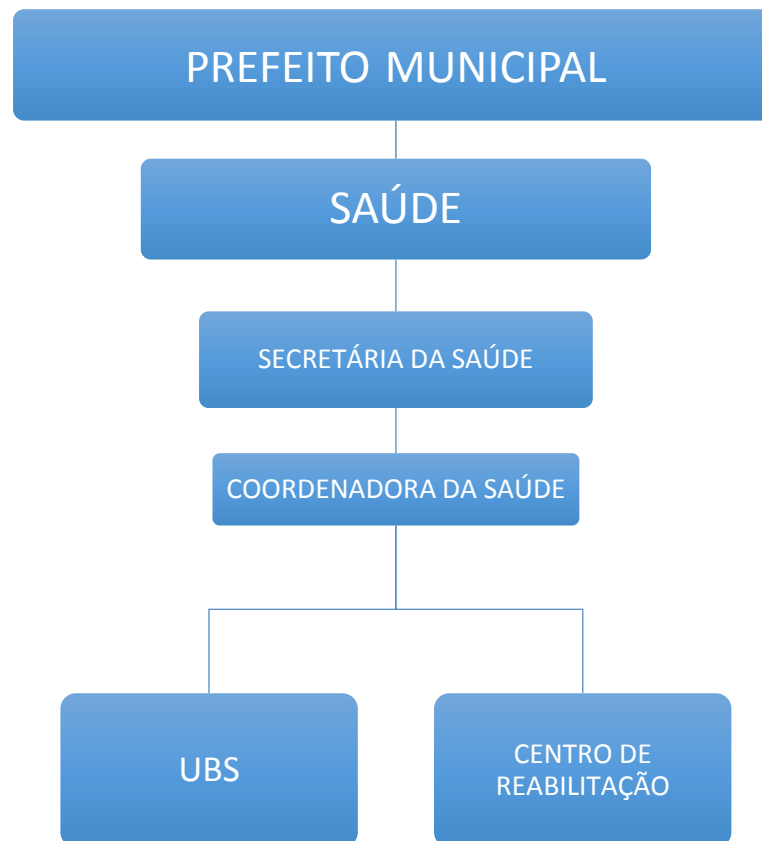 PREFEITO MUNICIPAL
SAÚDE
SECRETÁRIA DA SAÚDE
COORDENADORA DA SAÚDE
UBS
CENTRO DE
REABILITAÇÃO